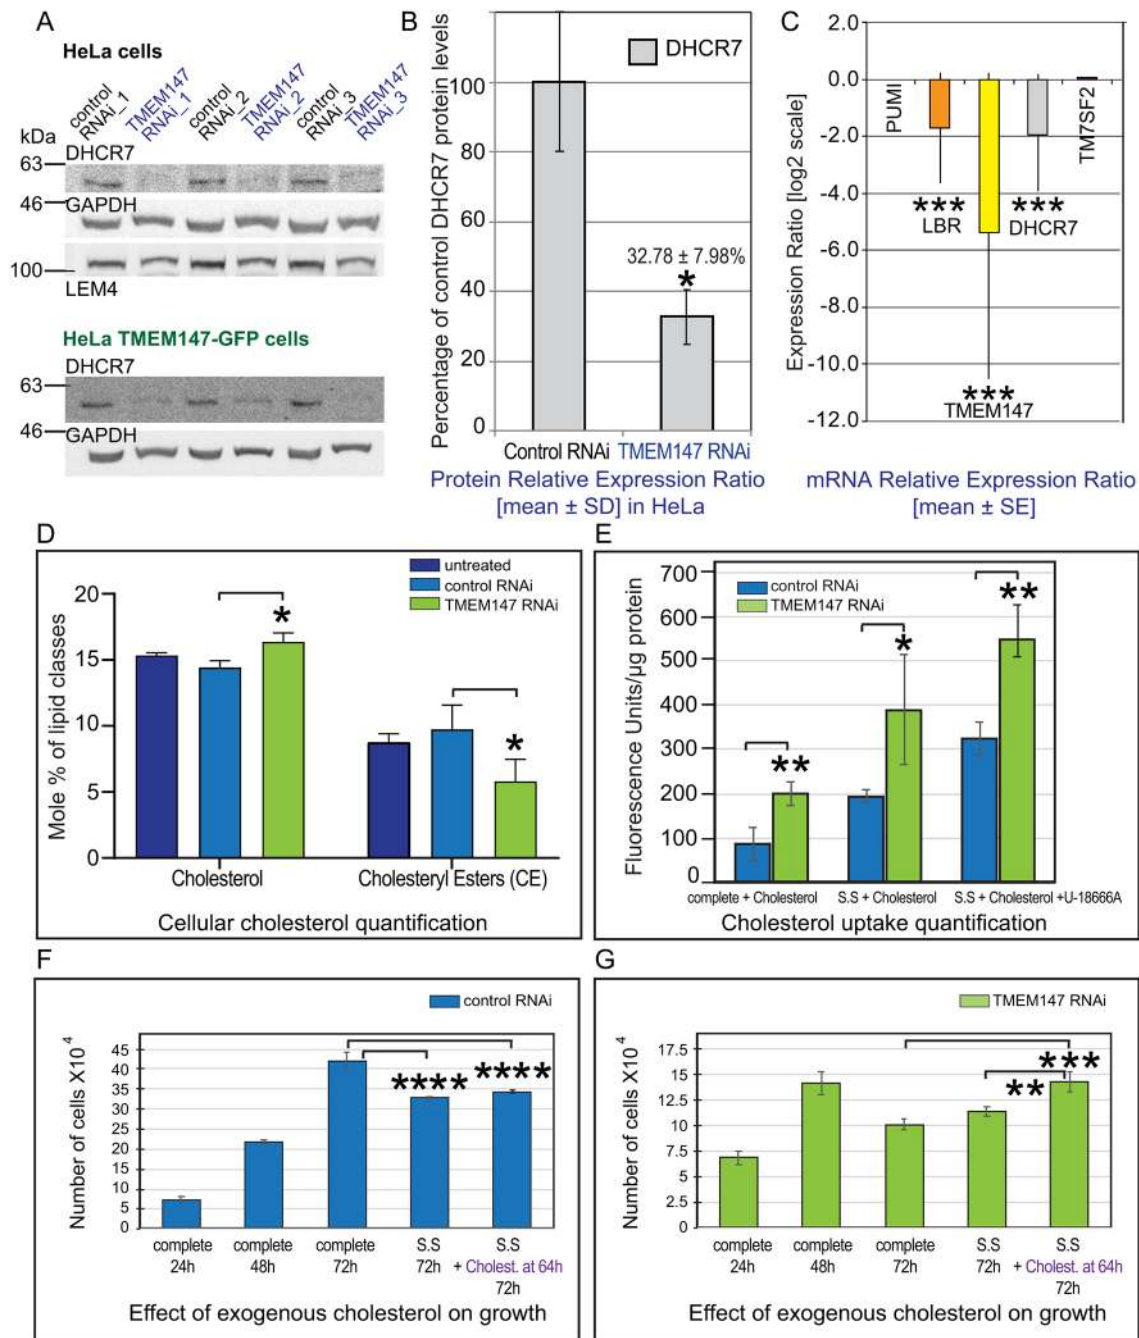 A
HeLa cells
control RNAi_1
TMEM147 RNAi_1
control RNAi_2
TMEM147 RNAi_2
control RNAi_3
TMEM147 RNAi_3
kDa
DHCR7
63
46
GAPDH
100
LEM4
HeLa TMEM147-GFP cells
DHCR7
63
46
GAPDH
B
Percentage of control DHCR7 protein levels
100
80
60
40
20
0
DHCR7
32.78 ± 7.98%
*
Control RNAi
TMEM147 RNAi
Protein Relative Expression Ratio
[mean ± SD] in HeLa
C
Expression Ratio [log2 scale]
0.0
-2.0
-4.0
-6.0
-8.0
-10.0
-12.0
PUMI
***
LBR
***
TMEM147
***
DHCR7
TM7SF2
mRNA Relative Expression Ratio
[mean ± SE]
D
untreated
control RNAi
TMEM147 RNAi
Mole % of lipid classes
20
15
10
5
0
*
*
Cholesterol
Cholesteryl Esters (CE)
Cellular cholesterol quantification
E
control RNAi
TMEM147 RNAi
Fluorescence Units/µg protein
700
600
500
400
300
200
100
0
**
*
**
complete + Cholesterol
S.S + Cholesterol
S.S + Cholesterol +U-18666A
Cholesterol uptake quantification
F
control RNAi
Number of cells X10^4
45
40
35
30
25
20
15
10
5
0
****
****
complete 24h
complete 48h
complete 72h
S.S 72h
S.S + Cholest. at 64h 72h
Effect of exogenous cholesterol on growth
G
TMEM147 RNAi
Number of cells X10^4
17.5
15
12.5
10
7.5
5
2.5
0
***
**
complete 24h
complete 48h
complete 72h
S.S 72h
S.S + Cholest. at 64h 72h
Effect of exogenous cholesterol on growth